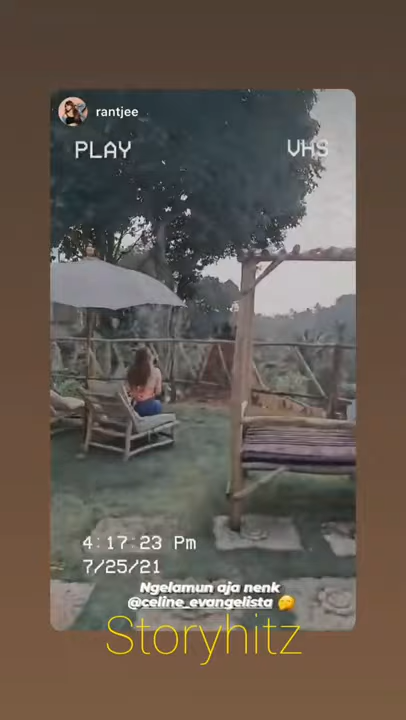 rantjee
PLAY VHS
4:17:23 Pm
7/25/21
Ngelamun aja nenk
@celine_evangelista 🤔
Storyhitz